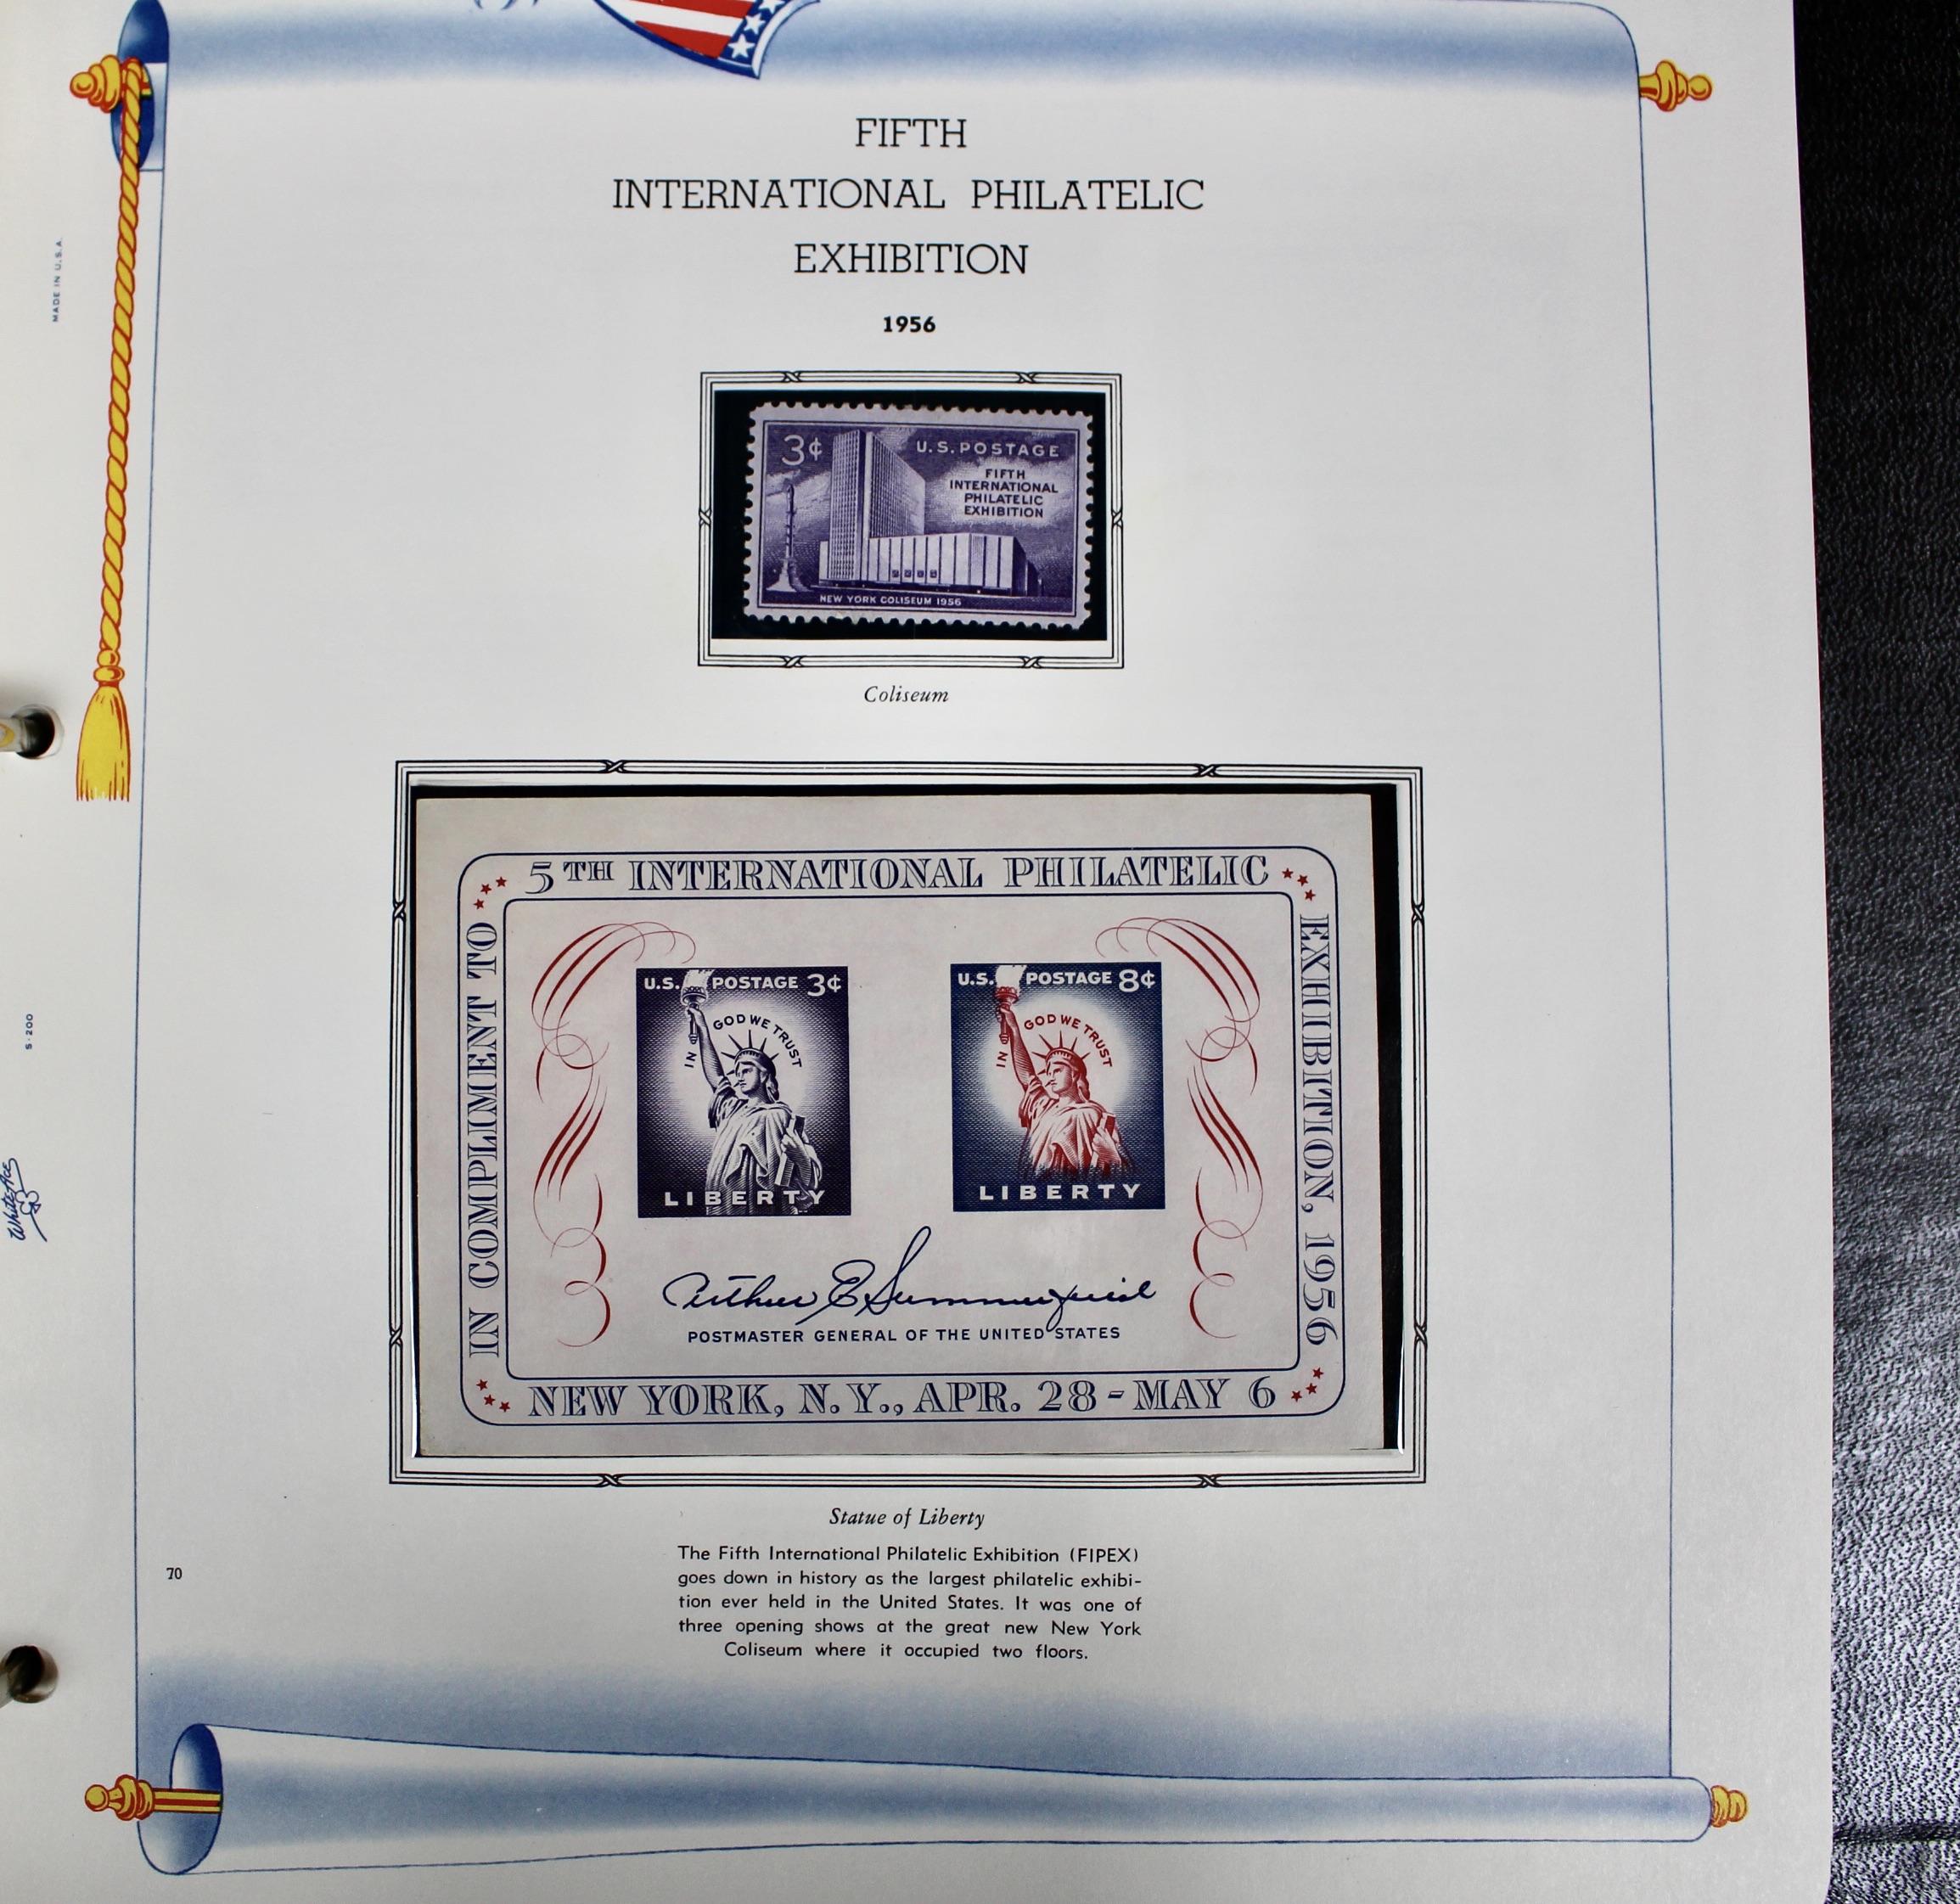 FIFTH
INTERNATIONAL PHILATELIC
EXHIBITION
1956
3¢
U.S. POSTAGE
FIFTH
INTERNATIONAL
PHILATELIC
EXHIBITION
NEW YORK COLISEUM 1956
Coliseum
5TH INTERNATIONAL PHILATELIC
EXHIBITION, 1956
IN COMPLIMENT TO
U.S. POSTAGE 3¢
IN GOD WE TRUST
LIBERTY
U.S. POSTAGE 8¢
IN GOD WE TRUST
LIBERTY
Arthur E Summerfield
POSTMASTER GENERAL OF THE UNITED STATES
NEW YORK, N.Y., APR. 28-MAY 6
Statue of Liberty
The Fifth International Philatelic Exhibition (FIPEX)
goes down in history as the largest philatelic exhibi-
tion ever held in the United States. It was one of
three opening shows at the great new New York
Coliseum where it occupied two floors.
70
MADE IN U.S.A.
S-200
White Ace